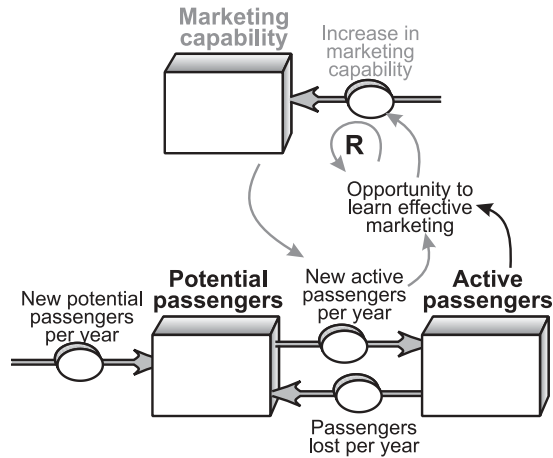 Marketing
capability
Increase in
marketing
capability
R
Opportunity to
learn effective
marketing
Potential
passengers
New active
passengers
per year
Active
passengers
New potential
passengers
per year
Passengers
lost per year